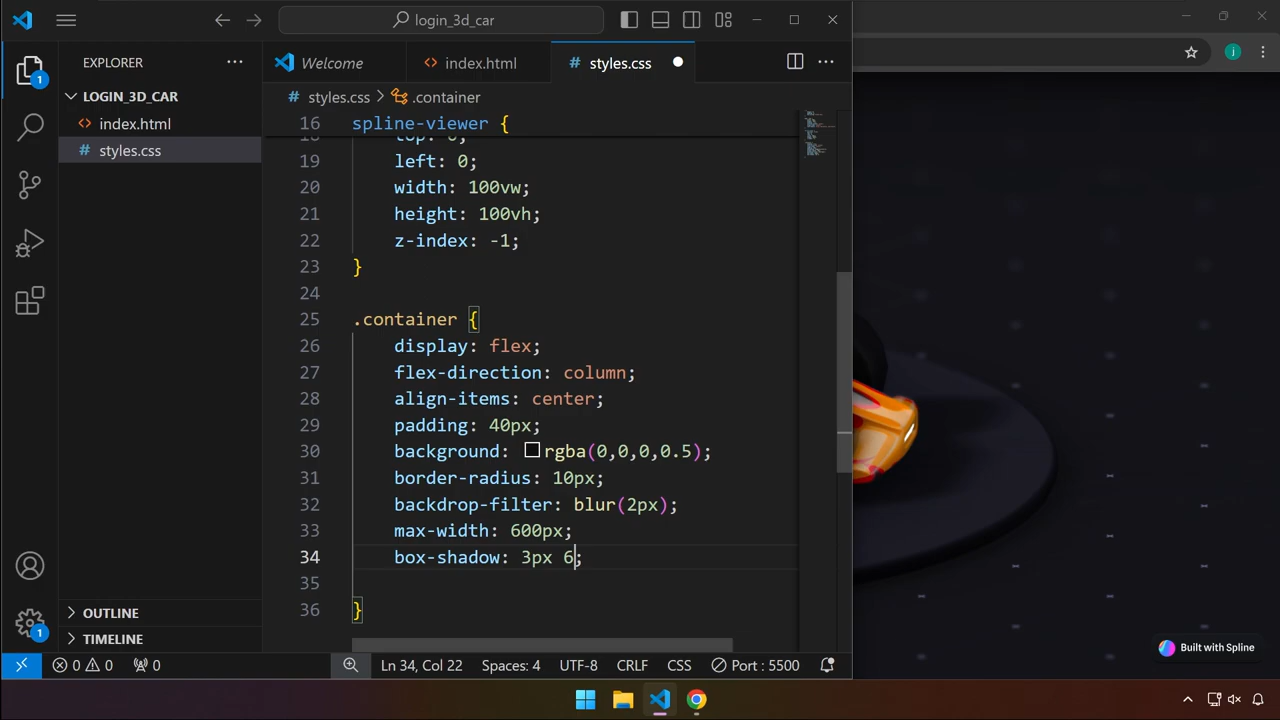 login_3d_car
EXPLORER
Welcome
index.html
styles.css
LOGIN_3D_CAR
styles.css
.container
index.html
styles.css
1
16
spline-viewer {
18
top: 0;
19
left: 0;
20
width: 100vw;
21
height: 100vh;
22
z-index: -1;
23
}
24
25
.container {
26
display: flex;
27
flex-direction: column;
28
align-items: center;
29
padding: 40px;
30
background: rgba(0,0,0,0.5);
31
border-radius: 10px;
32
backdrop-filter: blur(2px);
33
max-width: 600px;
34
box-shadow: 3px 6;
35
36
}
OUTLINE
TIMELINE
1
0 0 0
Ln 34, Col 22
Spaces: 4
UTF-8
CRLF
CSS
Port : 5500
j
Built with Spline